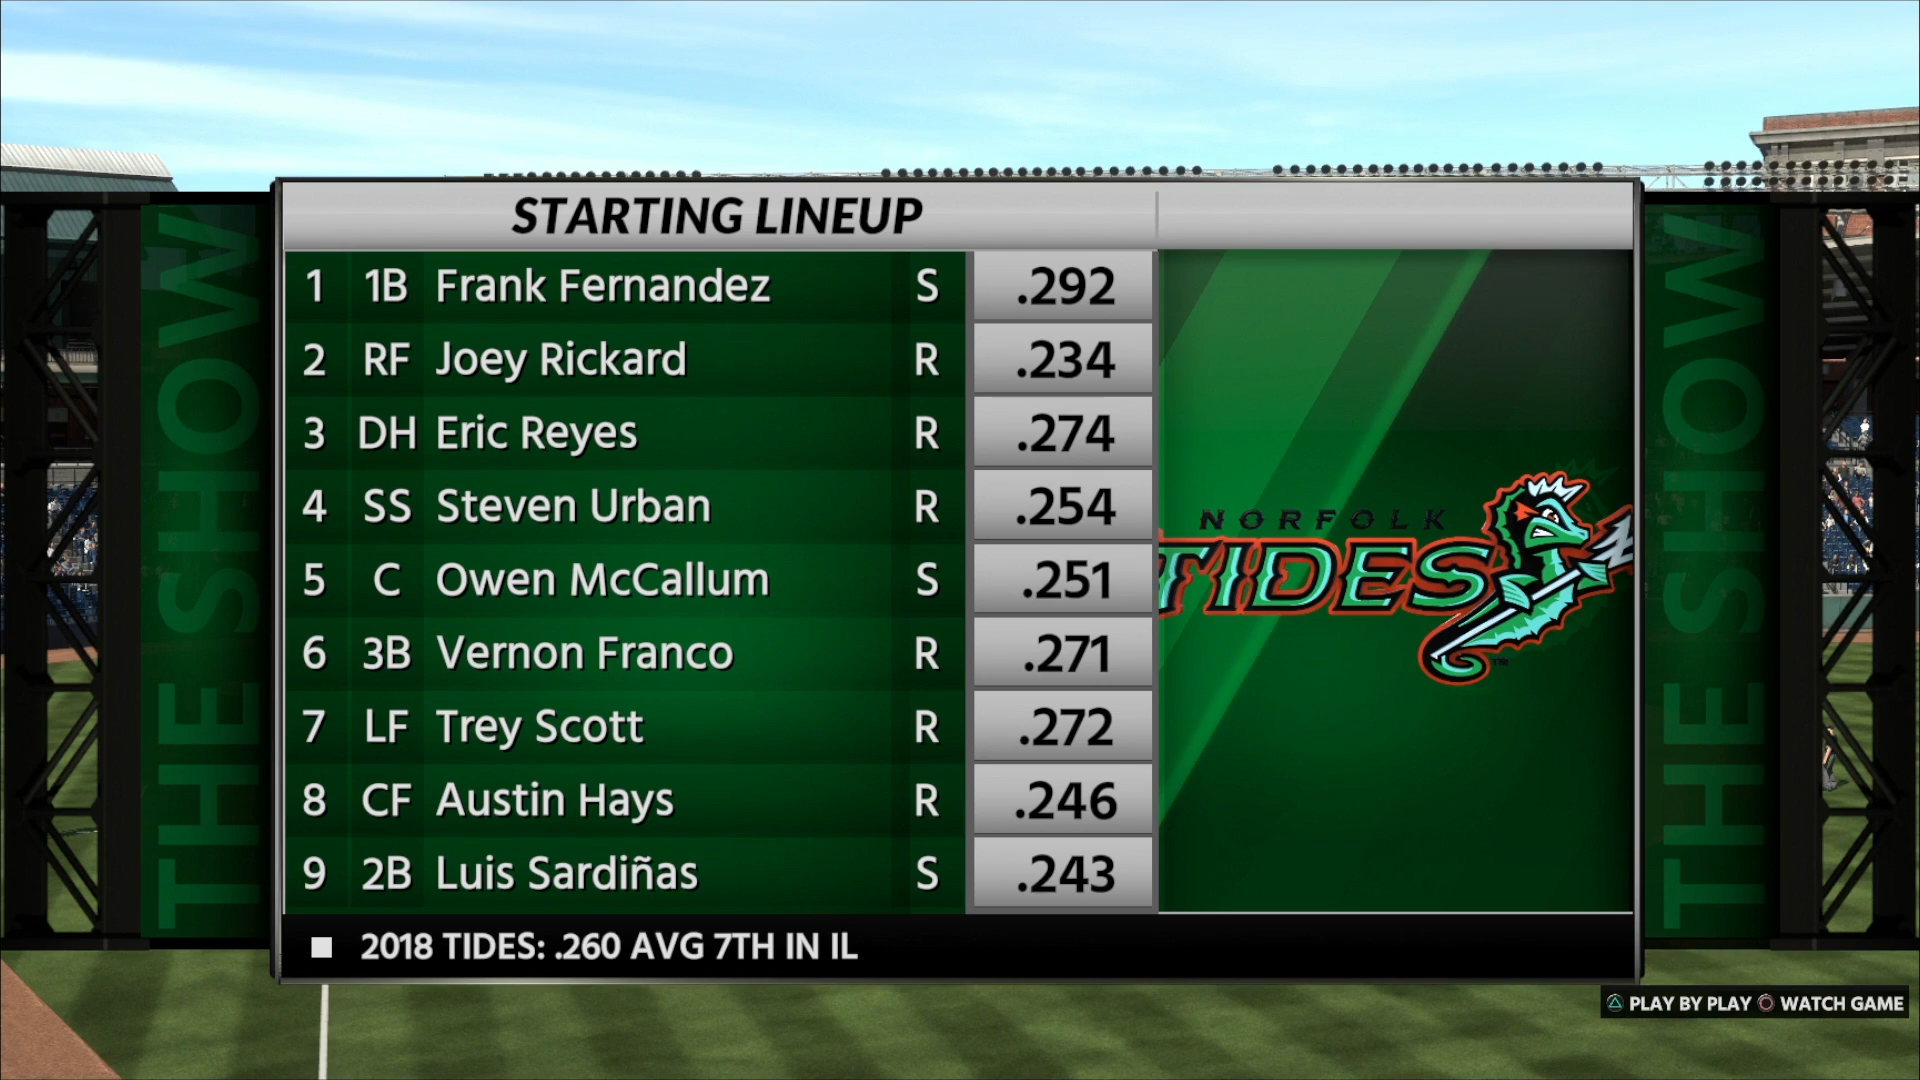 STARTING LINEUP
1 1B Frank Fernandez S .292
2 RF Joey Rickard R .234
3 DH Eric Reyes R .274
4 SS Steven Urban R .254
5 C Owen McCallum S .251
6 3B Vernon Franco R .271
7 LF Trey Scott R .272
8 CF Austin Hays R .246
9 2B Luis Sardiñas S .243
NORFOLK
TIDES
TM
2018 TIDES: .260 AVG 7TH IN IL
THE SHOW
THE SHOW
PLAY BY PLAY WATCH GAME